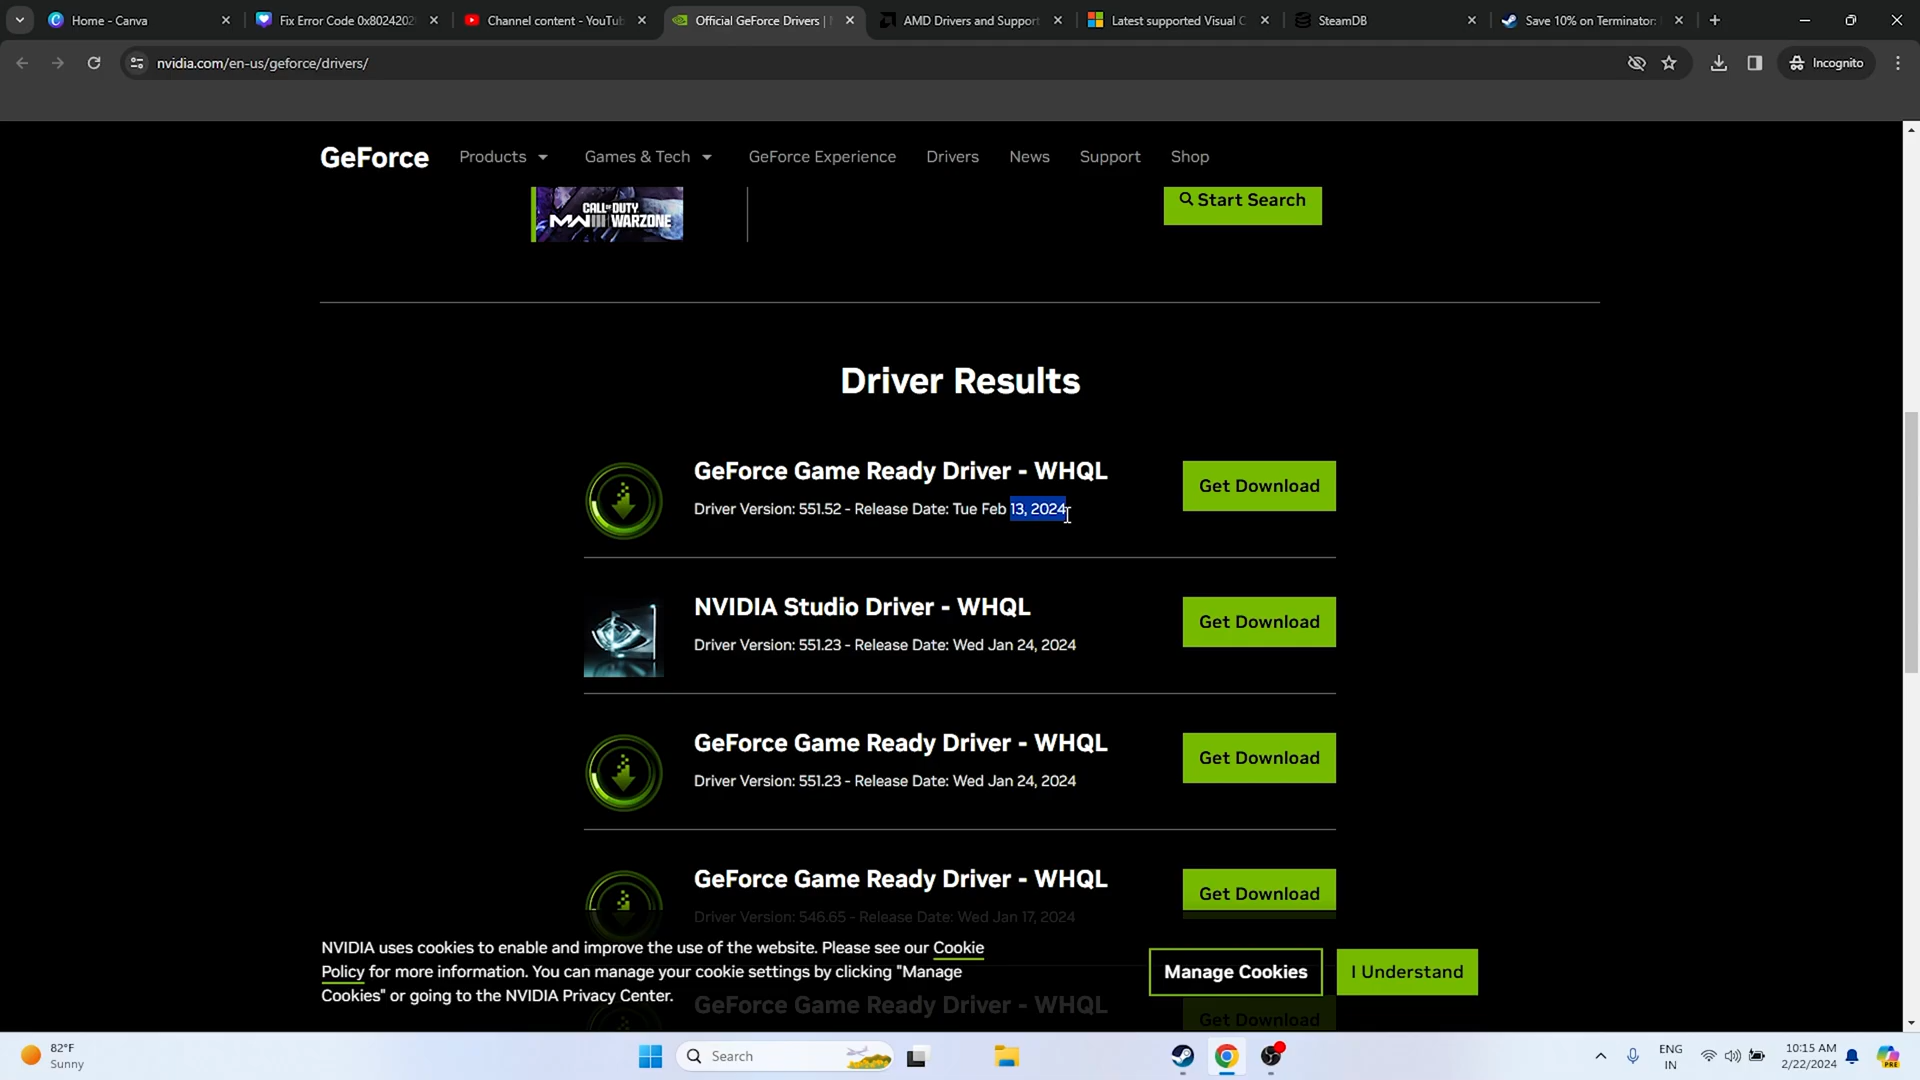 Home - Canva
Fix Error Code 0x8024202
Channel content - YouTub
Official GeForce Drivers |
AMD Drivers and Support
Latest supported Visual C
SteamDB
Save 10% on Terminator:
nvidia.com/en-us/geforce/drivers/
Incognito
GeForce
Products
Games & Tech
GeForce Experience
Drivers
News
Support
Shop
CALL OF DUTY
MWIII WARZONE
Start Search
Driver Results
GeForce Game Ready Driver - WHQL
Driver Version: 551.52 - Release Date: Tue Feb 13, 2024
Get Download
NVIDIA Studio Driver - WHQL
Driver Version: 551.23 - Release Date: Wed Jan 24, 2024
Get Download
GeForce Game Ready Driver - WHQL
Driver Version: 551.23 - Release Date: Wed Jan 24, 2024
Get Download
GeForce Game Ready Driver - WHQL
Driver Version: 546.65 - Release Date: Wed Jan 17, 2024
Get Download
NVIDIA uses cookies to enable and improve the use of the website. Please see our Cookie
Policy for more information. You can manage your cookie settings by clicking "Manage
Cookies" or going to the NVIDIA Privacy Center.
Manage Cookies
I Understand
GeForce Game Ready Driver - WHQL
Get Download
82°F
Sunny
Search
ENG
IN
10:15 AM
2/22/2024
PRE